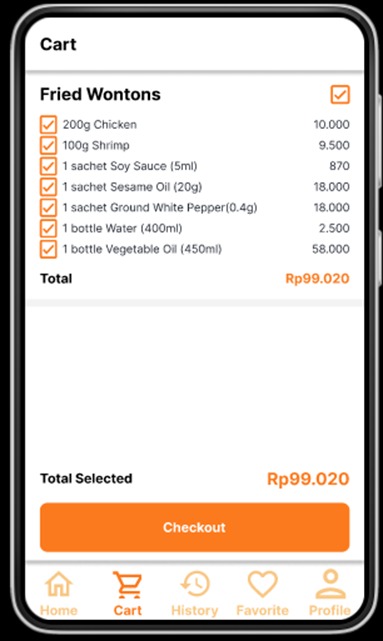 Cart
Fried Wontons
200g Chicken 10.000
100g Shrimp 9.500
1 sachet Soy Sauce (5ml) 870
1 sachet Sesame Oil (20g) 18.000
1 sachet Ground White Pepper(0.4g) 18.000
1 bottle Water (400ml) 2.500
1 bottle Vegetable Oil (450ml) 58.000
Total Rp99.020
Total Selected Rp99.020
Checkout
Home Cart History Favorite Profile